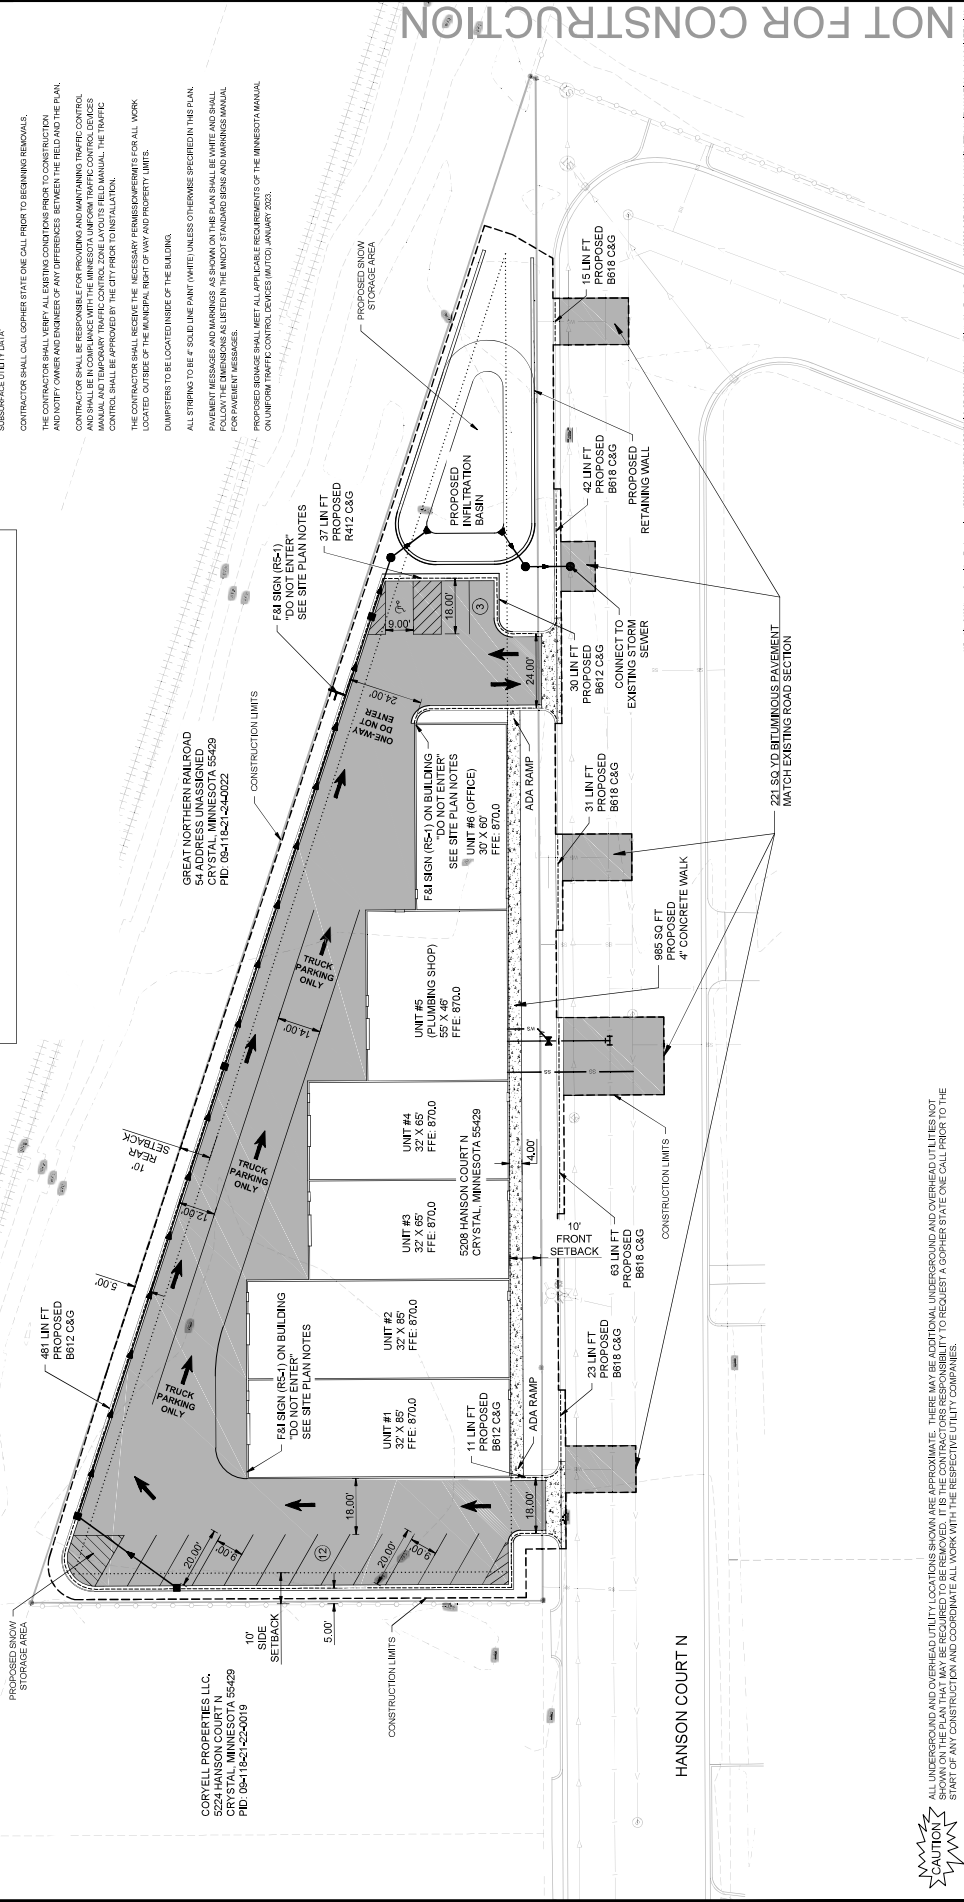 NOT FOR CONSTRUCTION
SUBSURFACE UTILITY DATA"
CONTRACTOR SHALL CALL GOPHER STATE ONE CALL PRIOR TO BEGINNING REMOVALS.
THE CONTRACTOR SHALL VERIFY ALL EXISTING CONDITIONS PRIOR TO CONSTRUCTION
AND NOTIFY OWNER AND ENGINEER OF ANY DIFFERENCES BETWEEN THE FIELD AND THE PLAN.
CONTRACTOR SHALL BE RESPONSIBLE FOR PROVIDING AND MAINTAINING TRAFFIC CONTROL
AND SHALL BE IN COMPLIANCE WITH THE MINNESOTA UNIFORM TRAFFIC CONTROL DEVICES
MANUAL AND TEMPORARY TRAFFIC CONTROL ZONE LAYOUTS FIELD MANUAL. THE TRAFFIC
CONTROL SHALL BE APPROVED BY THE CITY PRIOR TO INSTALLATION.
THE CONTRACTOR SHALL RECEIVE THE NECESSARY PERMISSION/PERMITS FOR ALL WORK
LOCATED OUTSIDE OF THE MUNICIPAL RIGHT OF WAY AND PROPERTY LIMITS.
DUMPSTERS TO BE LOCATED INSIDE OF THE BUILDING.
ALL STRIPING TO BE 4" SOLID LINE PAINT (WHITE) UNLESS OTHERWISE SPECIFIED IN THIS PLAN.
PAVEMENT MESSAGES AND MARKINGS AS SHOWN ON THIS PLAN SHALL BE WHITE AND SHALL
FOLLOW THE DIMENSIONS AS LISTED IN THE MNDOT STANDARD SIGNS AND MARKINGS MANUAL
FOR PAVEMENT MESSAGES.
PROPOSED SIGNAGE SHALL MEET ALL APPLICABLE REQUIREMENTS OF THE MINNESOTA MANUAL
ON UNIFORM TRAFFIC CONTROL DEVICES (MUTCD) JANUARY 2023.
PROPOSED SNOW
STORAGE AREA
CORYELL PROPERTIES LLC.
5224 HANSON COURT N
CRYSTAL, MINNESOTA 55429
PID: 09-118-21-22-0019
10'
SIDE
SETBACK
5.00'
CONSTRUCTION LIMITS
481 LIN FT
PROPOSED
B612 C&G
5.00'
10'
REAR
SETBACK
GREAT NORTHERN RAILROAD
54 ADDRESS UNASSIGNED
CRYSTAL, MINNESOTA 55429
PID: 09-118-21-24-0022
CONSTRUCTION LIMITS
F&I SIGN (R5-1)
"DO NOT ENTER"
SEE SITE PLAN NOTES
37 LIN FT
PROPOSED
R412 C&G
PROPOSED SNOW
STORAGE AREA
20.00'
9.00'
12
20.00'
9.00'
18.00'
18.00'
TRUCK
PARKING
ONLY
12.00'
TRUCK
PARKING
ONLY
14.00'
TRUCK
PARKING
ONLY
24.00'
ONE-WAY
DO NOT
ENTER
9.00'
18.00'
3
24.00'
PROPOSED
INFILTRATION
BASIN
F&I SIGN (R5-1) ON BUILDING
"DO NOT ENTER"
SEE SITE PLAN NOTES
UNIT #1
32' X 85'
FFE: 870.0
UNIT #2
32' X 85'
FFE: 870.0
UNIT #3
32' X 65'
FFE: 870.0
UNIT #4
32' X 65'
FFE: 870.0
5208 HANSON COURT N
CRYSTAL, MINNESOTA 55429
UNIT #5
(PLUMBING SHOP)
55' X 46'
FFE: 870.0
F&I SIGN (R5-1) ON BUILDING
"DO NOT ENTER"
SEE SITE PLAN NOTES
UNIT #6 (OFFICE)
30' X 60'
FFE: 870.0
11 LIN FT
PROPOSED
B612 C&G
ADA RAMP
4.00'
10'
FRONT
SETBACK
ADA RAMP
23 LIN FT
PROPOSED
B618 C&G
63 LIN FT
PROPOSED
B618 C&G
CONSTRUCTION LIMITS
985 SQ FT
PROPOSED
4" CONCRETE WALK
31 LIN FT
PROPOSED
B618 C&G
30 LIN FT
PROPOSED
B612 C&G
CONNECT TO
EXISTING STORM
SEWER
42 LIN FT
PROPOSED
B618 C&G
PROPOSED
RETAINING WALL
15 LIN FT
PROPOSED
B618 C&G
221 SQ YD BITUMINOUS PAVEMENT
MATCH EXISTING ROAD SECTION
HANSON COURT N
CAUTION
ALL UNDERGROUND AND OVERHEAD UTILITY LOCATIONS SHOWN ARE APPROXIMATE. THERE MAY BE ADDITIONAL UNDERGROUND AND OVERHEAD UTILITIES NOT
SHOWN ON THE PLAN THAT MAY BE REQUIRED TO BE REMOVED. IT IS THE CONTRACTORS RESPONSIBILITY TO REQUEST A GOPHER STATE ONE CALL PRIOR TO THE
START OF ANY CONSTRUCTION AND COORDINATE ALL WORK WITH THE RESPECTIVE UTILITY COMPANIES.